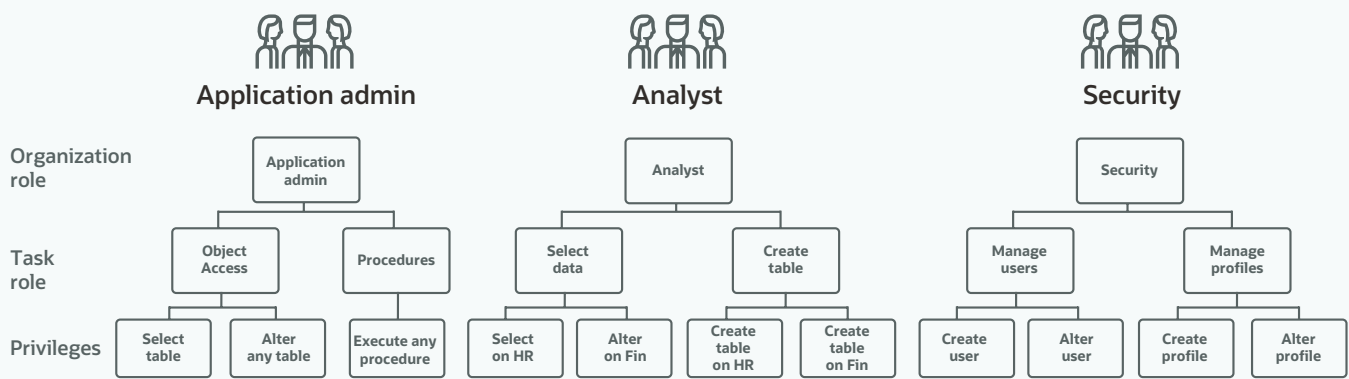 Application admin
Analyst
Security
Organization
role
Application
admin
Analyst
Security
Task
role
Object
Access
Procedures
Select
data
Create
table
Manage
users
Manage
profiles
Privileges
Select
table
Alter
any table
Execute any
procedure
Select
on HR
Alter
on Fin
Create
table
on HR
Create
table
on Fin
Create
user
Alter
user
Create
profile
Alter
profile